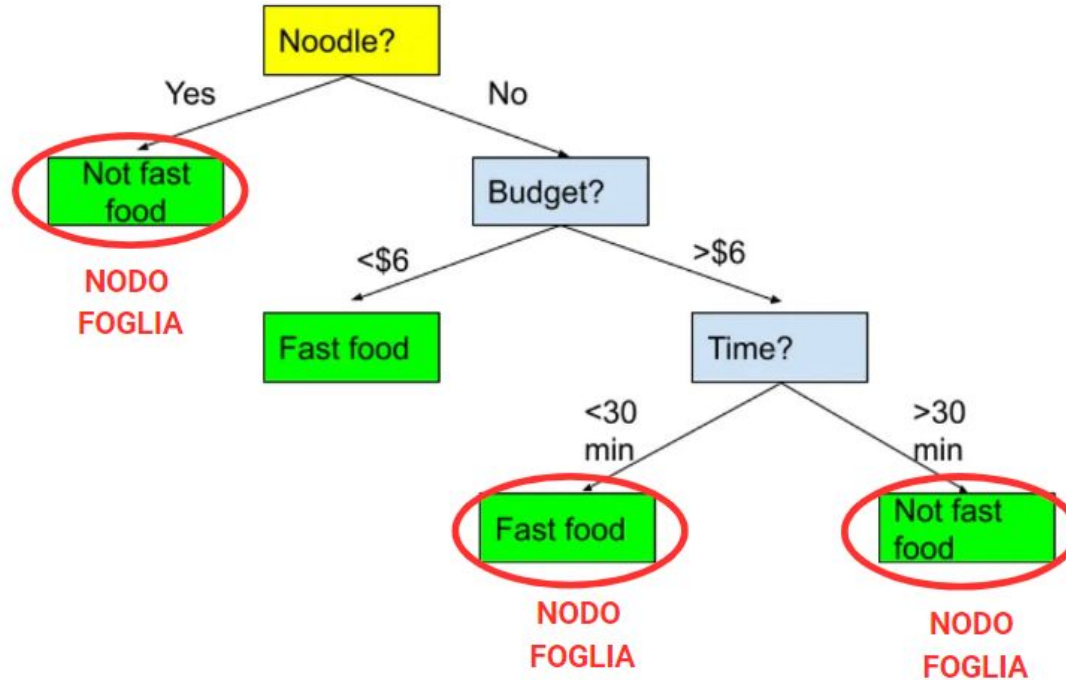 Noodle?
Yes
No
Not fast
food
Budget?
NODO
FOGLIA
<$6
>$6
Fast food
Time?
<30
min
>30
min
Fast food
Not fast
food
NODO
FOGLIA
NODO
FOGLIA